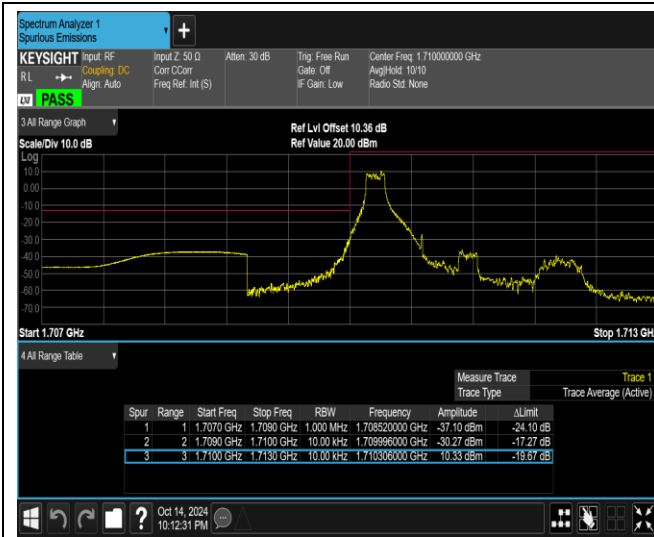 Spectrum Analyzer 1
Spurious Emissions
+
KEYSIGHT Input: RF Input Z: 50 Ω Atten: 30 dB Trig: Free Run Center Freq: 1.710000000 GHz
RL Coupling: DC Corr CCorr Gate: Off Avg|Hold: 10/10
Align: Auto Freq Ref: Int (S) IF Gain: Low Radio Std: None
LXI PASS
3 All Range Graph Ref Lvl Offset 10.36 dB
Scale/Div 10.0 dB Ref Value 20.00 dBm
Log
10.0
0.00
-10.0
-20.0
-30.0
-40.0
-50.0
-60.0
-70.0
Start 1.707 GHz Stop 1.713 GH
4 All Range Table
Measure Trace Trace 1
Trace Type Trace Average (Active)
Spur Range Start Freq Stop Freq RBW Frequency Amplitude ΔLimit
1 1 1.7070 GHz 1.7090 GHz 1.000 MHz 1.708520000 GHz -37.10 dBm -24.10 dB
2 2 1.7090 GHz 1.7100 GHz 10.00 kHz 1.709996000 GHz -30.27 dBm -17.27 dB
3 3 1.7100 GHz 1.7130 GHz 10.00 kHz 1.710306000 GHz 10.33 dBm -19.67 dB
? Oct 14, 2024
10:12:31 PM